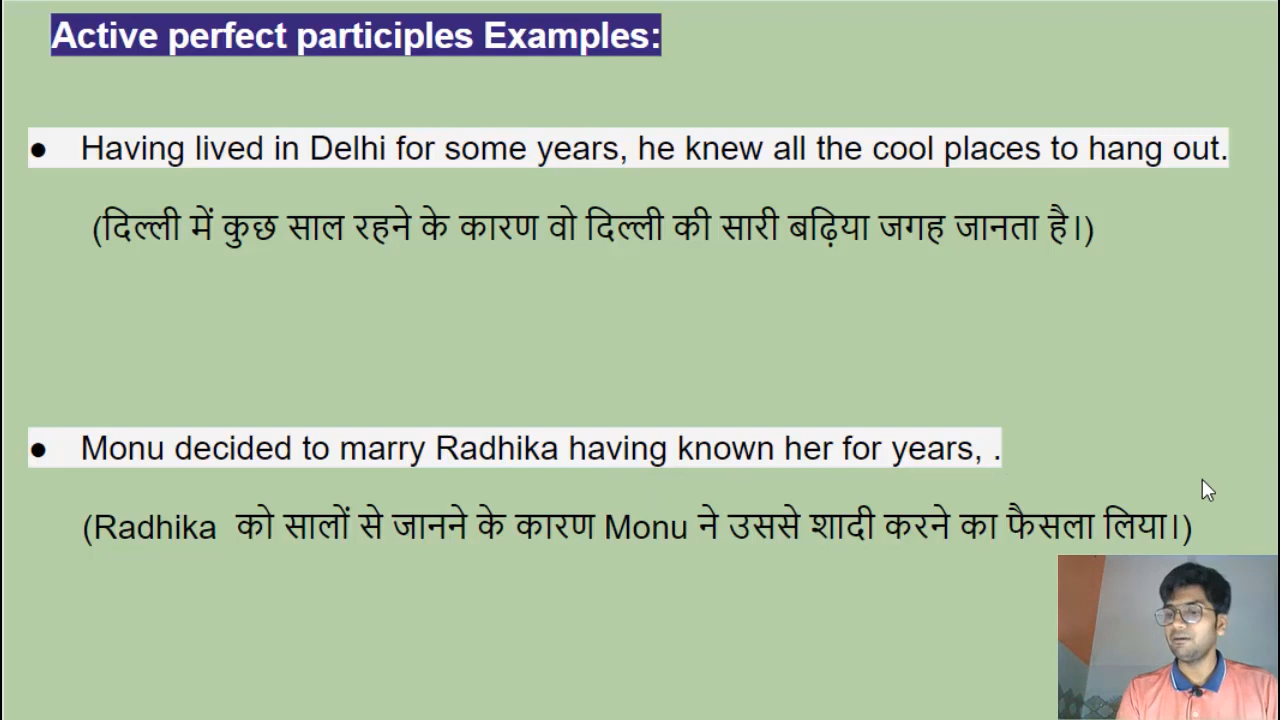 Active perfect participles Examples:
● Having lived in Delhi for some years, he knew all the cool places to hang out.
(दिल्ली में कुछ साल रहने के कारण वो दिल्ली की सारी बढ़िया जगह जानता है।)
● Monu decided to marry Radhika having known her for years, .
(Radhika को सालों से जानने के कारण Monu ने उससे शादी करने का फैसला लिया।)